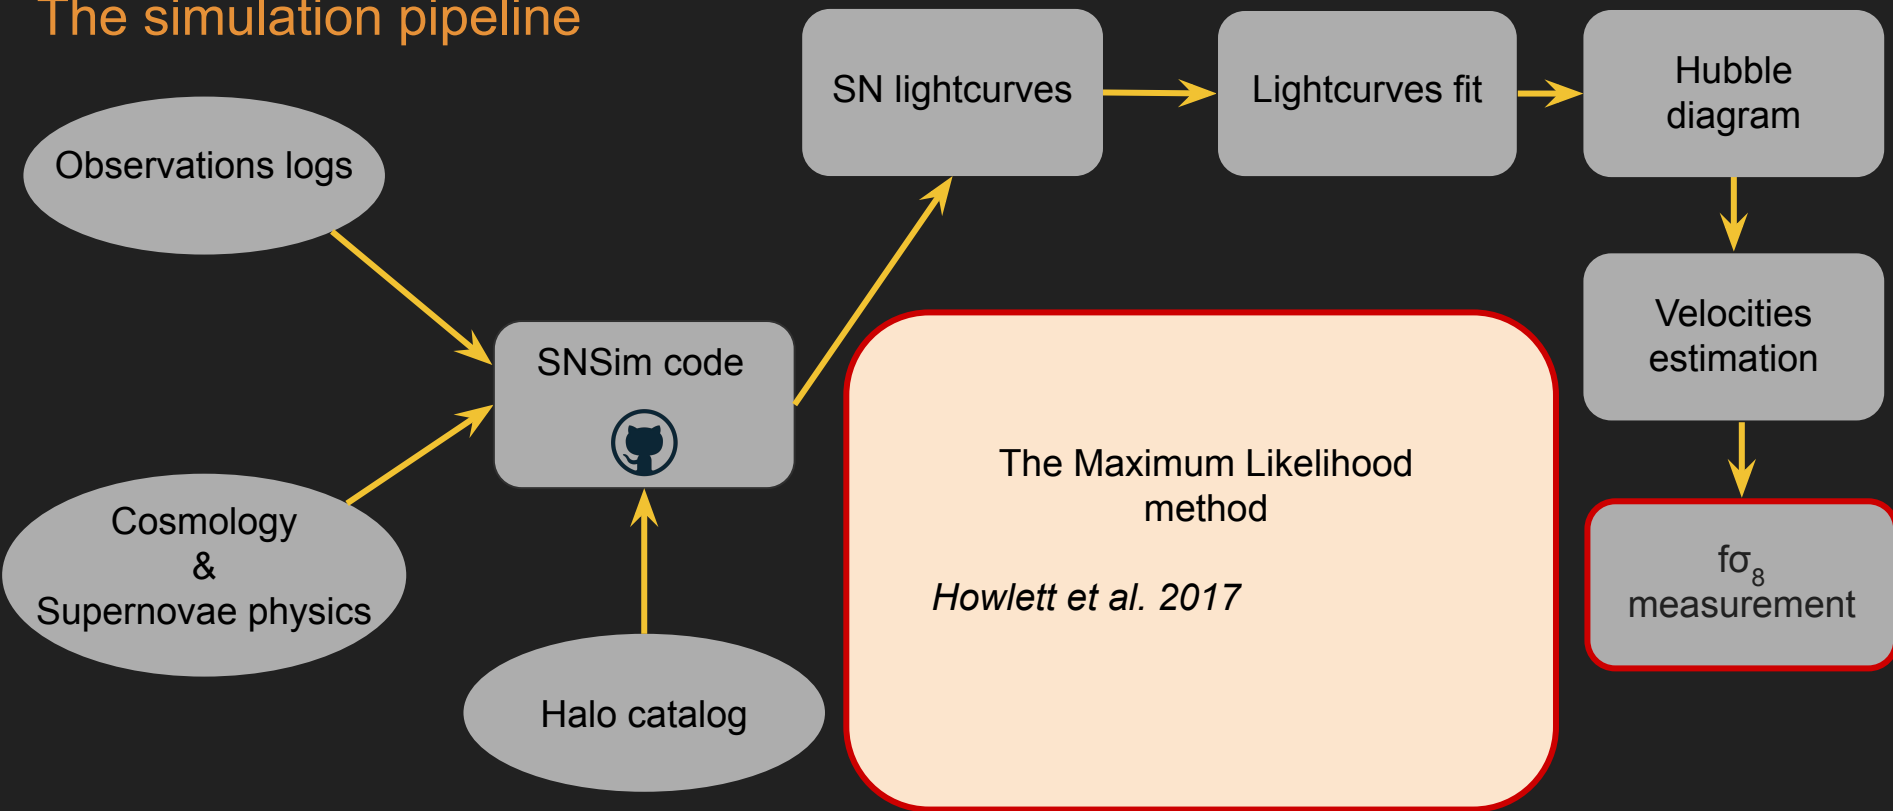 The simulation pipeline
Observations logs
Cosmology
&
Supernovae physics
SNSim code
Halo catalog
SN lightcurves
Lightcurves fit
Hubble
diagram
Velocities
estimation
fσ₈
measurement
The Maximum Likelihood
method
Howlett et al. 2017